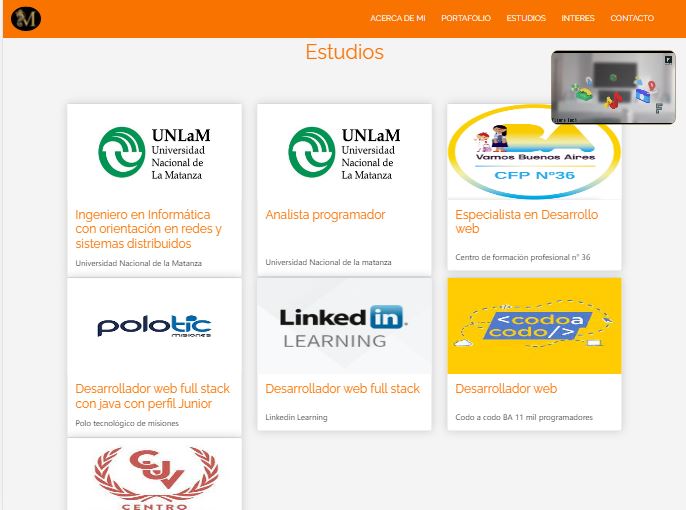 M
ACERCA DE MI PORTAFOLIO ESTUDIOS INTERES CONTACTO
Estudios
UNLaM
Universidad
Nacional de
La Matanza
Ingeniero en Informática
con orientación en redes y
sistemas distribuidos
Universidad Nacional de la Matanza
UNLaM
Universidad
Nacional de
La Matanza
Analista programador
Universidad Nacional de la matanza
BA
Vamos Buenos Aires
CFP N°36
Especialista en Desarrollo
web
Centro de formación profesional n° 36
polotic
misiones
Desarrollador web full stack
con java con perfil Junior
Polo tecnológico de misiones
Linked in
LEARNING
Desarrollador web full stack
Linkedin Learning
<codo a
codo/>
Desarrollador web
Codo a codo BA 11 mil programadores
CUV
CENTRO